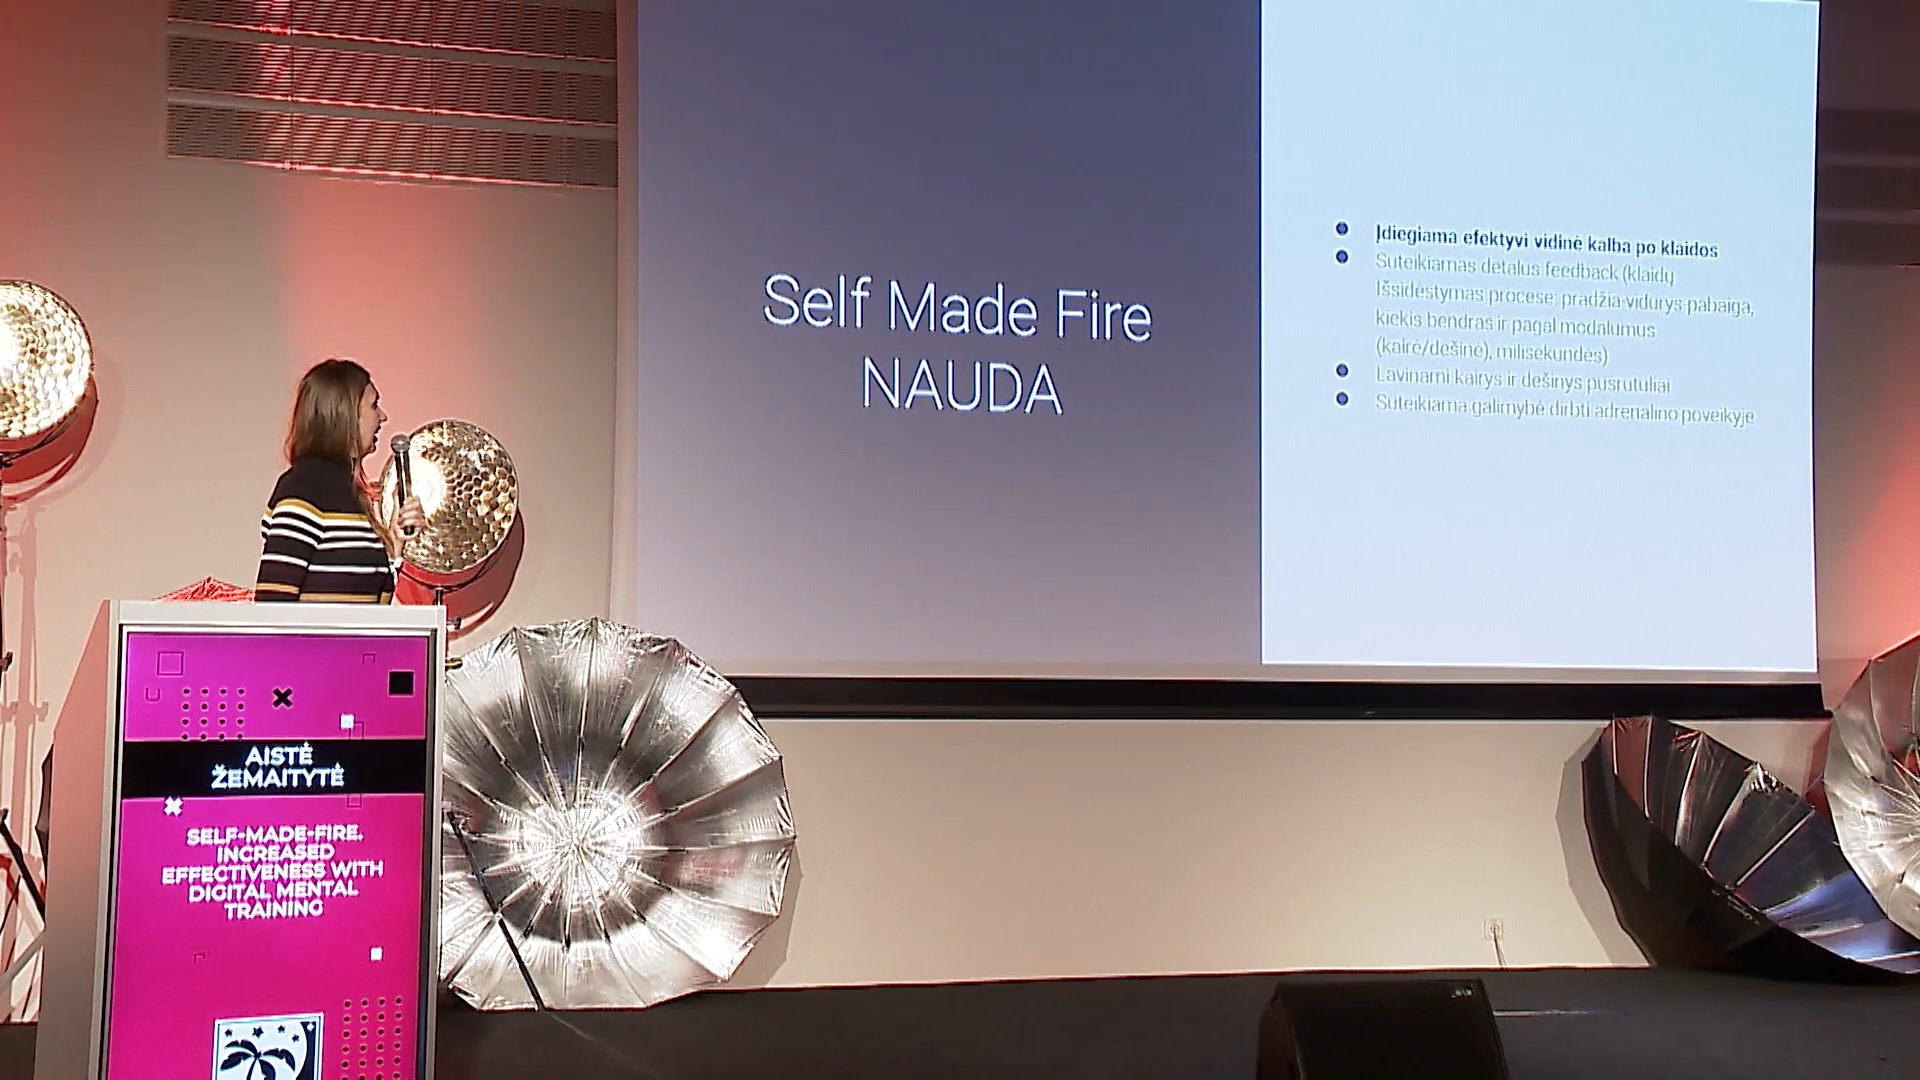 Self Made Fire
NAUDA
Įdiegiama efektyvi vidinė kalba po klaidos
Suteikiamas detalus feedback (klaidų
Išsidėstymas procese: pradžia-vidurys-pabaiga,
kiekis bendras ir pagal modalumus
(kairė/dešinė), milisekundės)
Lavinami kairys ir dešinys pusrutuliai
Suteikiama galimybė dirbti adrenalino poveikyje
AISTĖ
ŽEMAITYTĖ
SELF-MADE-FIRE.
INCREASED
EFFECTIVENESS WITH
DIGITAL MENTAL
TRAINING